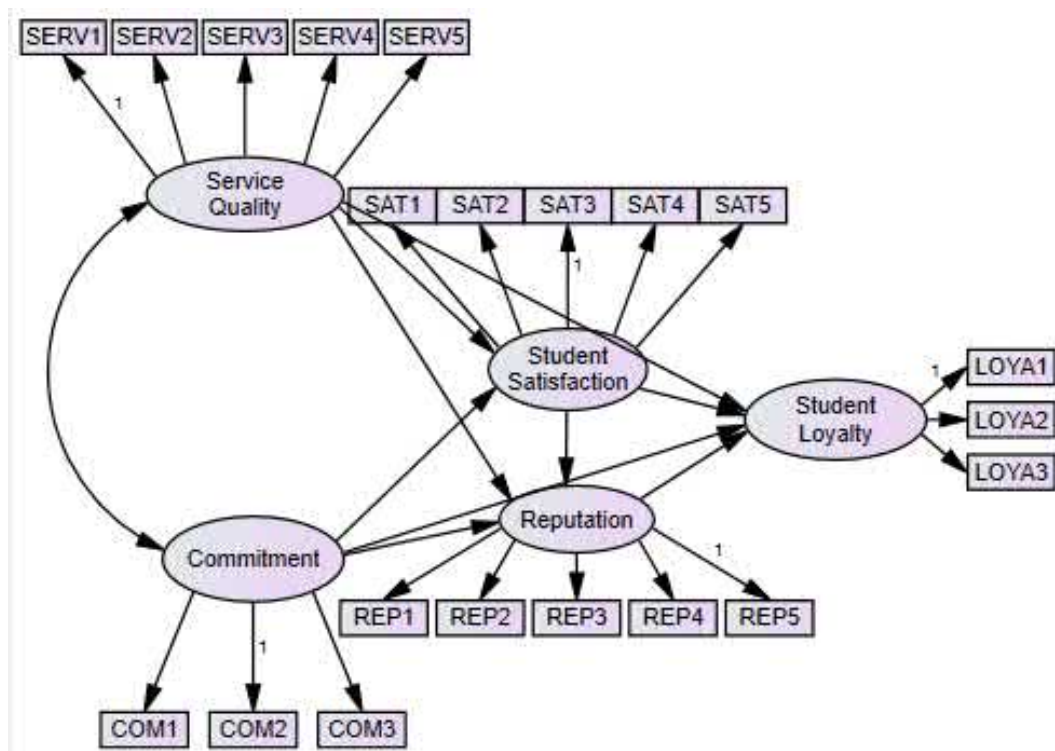 SERV1 SERV2 SERV3 SERV4 SERV5
1
Service
Quality
SAT1 SAT2 SAT3 SAT4 SAT5
1
Student
Satisfaction
Student
Loyalty
1
LOYA1
LOYA2
LOYA3
Commitment
Reputation
1
REP1 REP2 REP3 REP4 REP5
1
COM1 COM2 COM3